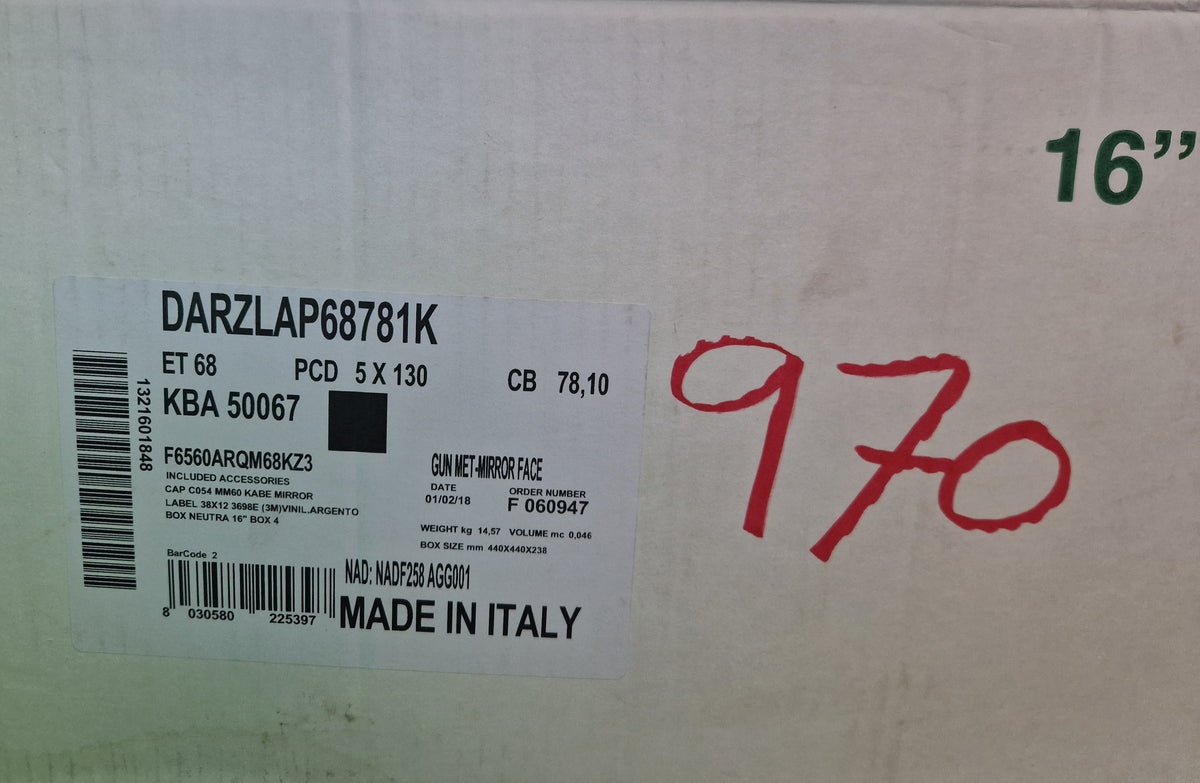 16”
DARZLAP68781K
ET 68 PCD 5 X 130 CB 78,10
KBA 50067
1321601848
970
F6560ARQM68KZ3
INCLUDED ACCESSORIES
CAP C054 MM60 KABE MIRROR
LABEL 38X12 3698E (3M)VINIL.ARGENTO
BOX NEUTRA 16" BOX 4
GUN MET-MIRROR FACE
DATE ORDER NUMBER
01/02/18 F 060947
WEIGHT kg 14,57 VOLUME mc 0,046
BOX SIZE mm 440X440X238
BarCode 2
8 030580 225397
NAD: NADF258 AGG001
MADE IN ITALY